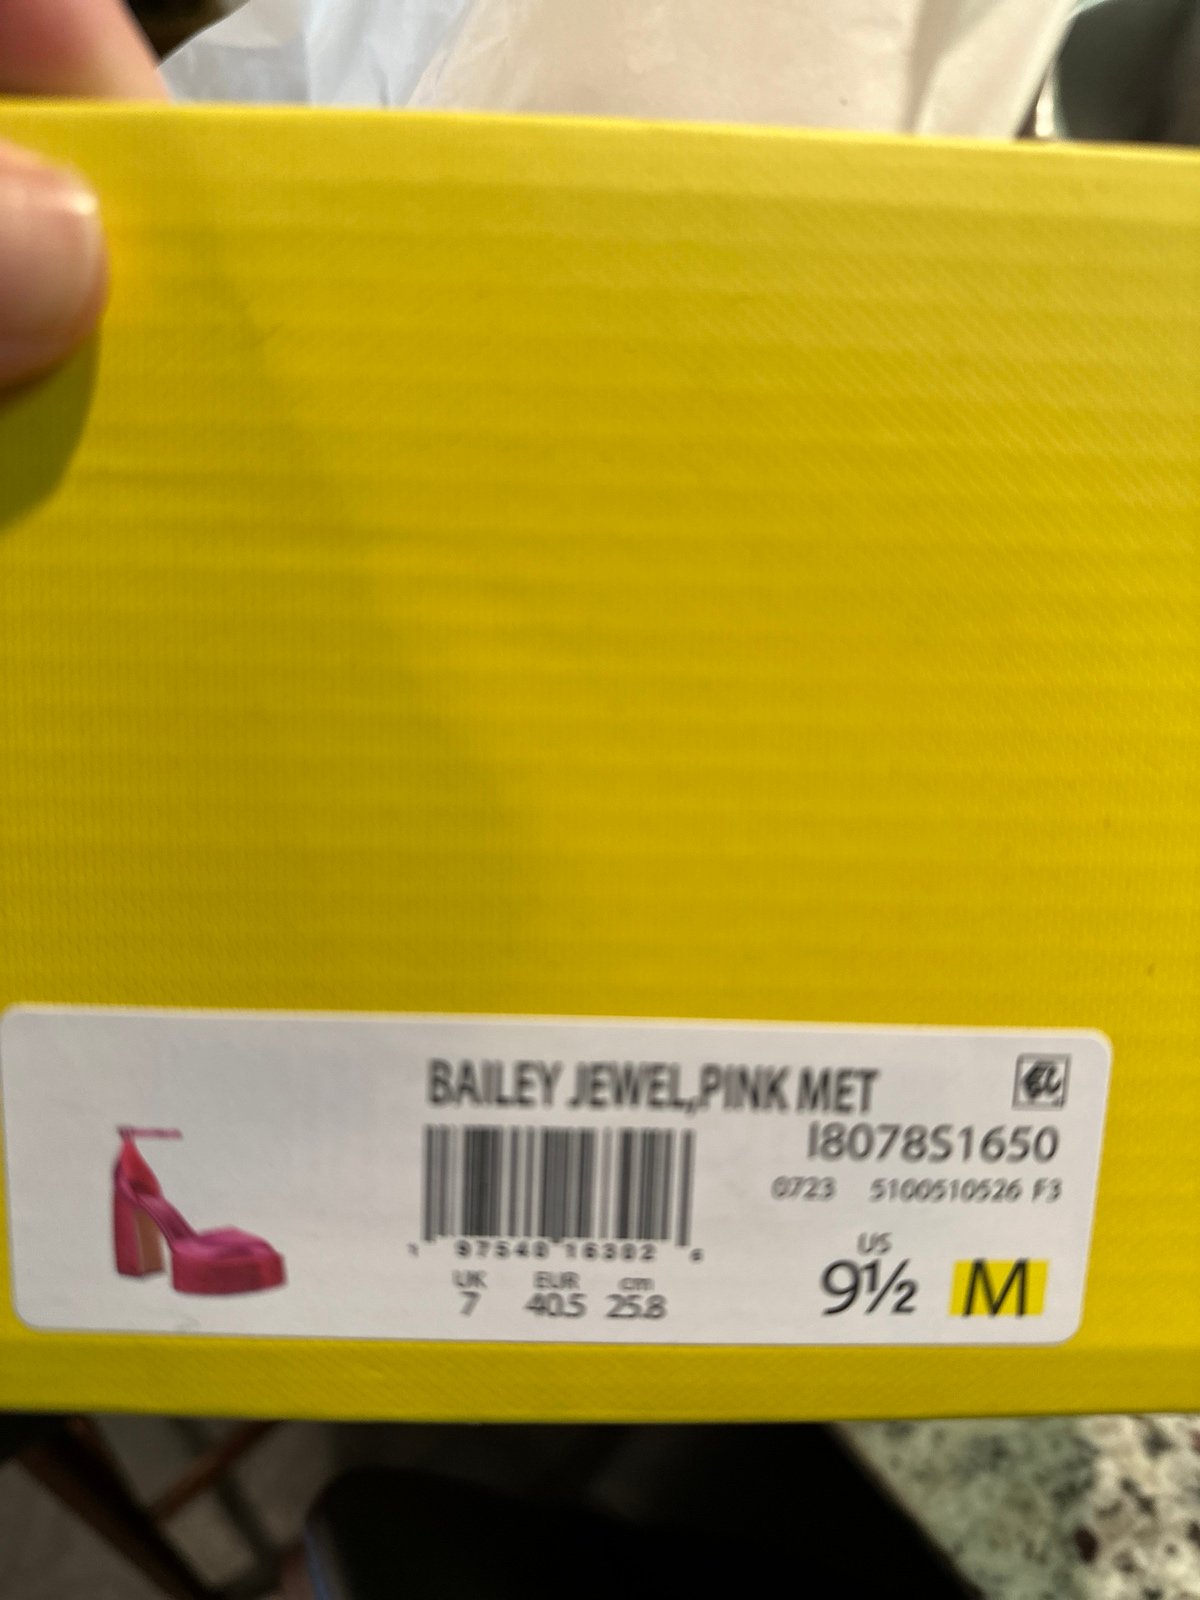 BAILEY JEWEL,PINK MET
I8078S1650
0723 5100510526 F3
1 97540 16382 6
UK EUR cm
7 40.5 25.8
US
9½ M